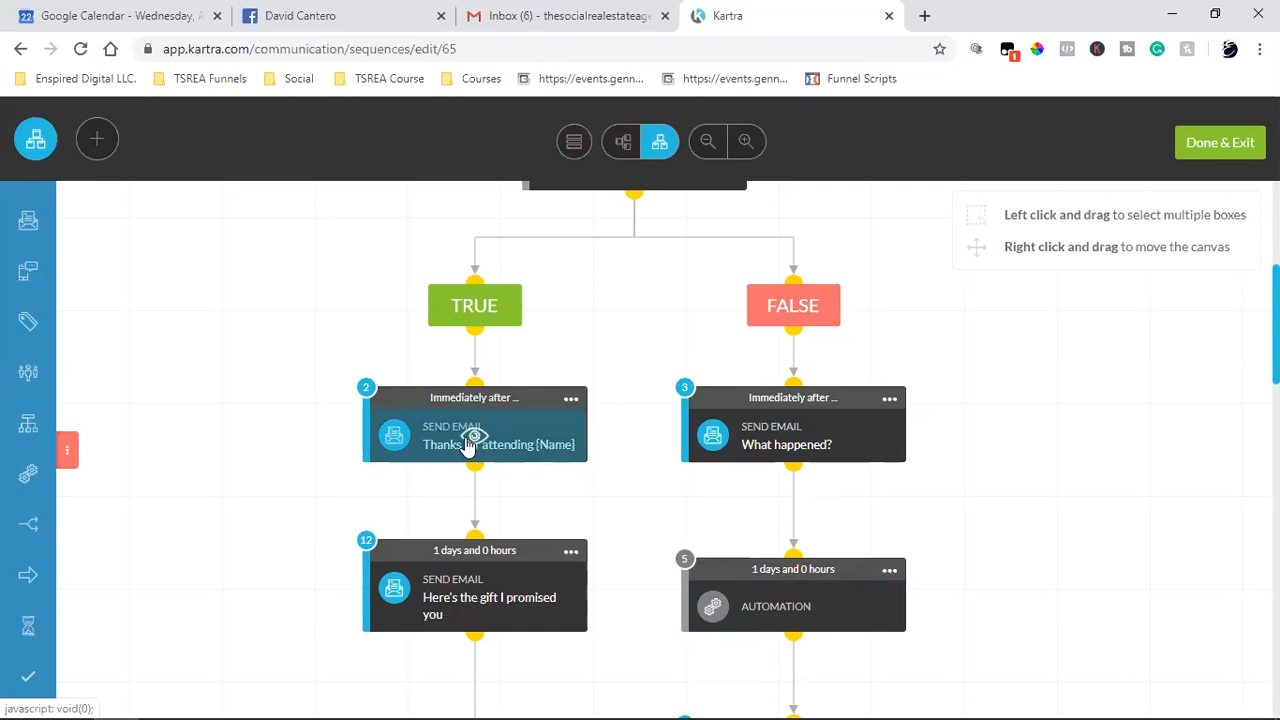 22 Google Calendar - Wednesday, A
David Cantero
Inbox (6) - thesocialrealestateage
Kartra
app.kartra.com/communication/sequences/edit/65
1
Enspired Digital LLC.
TSREA Funnels
Social
TSREA Course
Courses
https://events.genn...
https://events.genn...
Funnel Scripts
Done & Exit
Left click and drag to select multiple boxes
Right click and drag to move the canvas
TRUE
FALSE
2
Immediately after ...
SEND EMAIL
Thanks attending {Name}
3
Immediately after ...
SEND EMAIL
What happened?
12
1 days and 0 hours
SEND EMAIL
Here's the gift I promised
you
5
1 days and 0 hours
AUTOMATION
javascript: void(0);